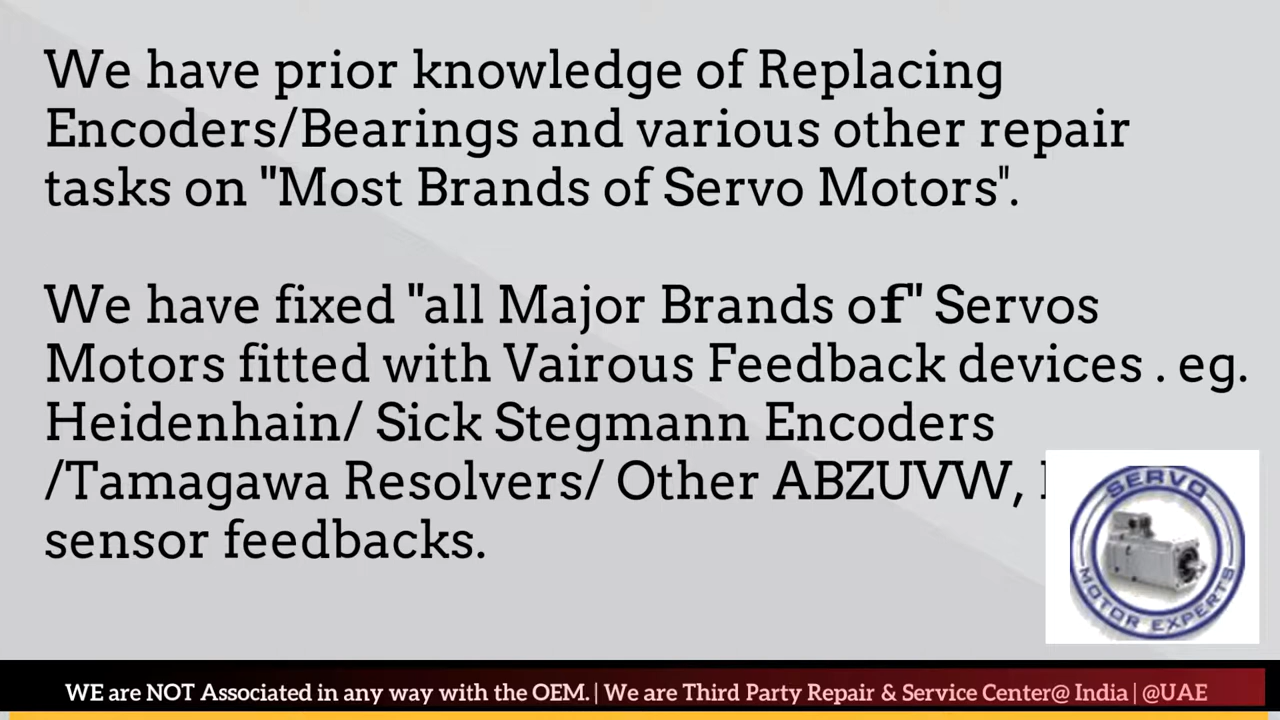 We have prior knowledge of Replacing
Encoders/Bearings and various other repair
tasks on "Most Brands of Servo Motors".
We have fixed "all Major Brands of" Servos
Motors fitted with Vairous Feedback devices . eg.
Heidenhain/ Sick Stegmann Encoders
/Tamagawa Resolvers/ Other ABZUVW,
sensor feedbacks.
SERVO
MOTOR EXPERTS
WE are NOT Associated in any way with the OEM. | We are Third Party Repair & Service Center@ India | @UAE